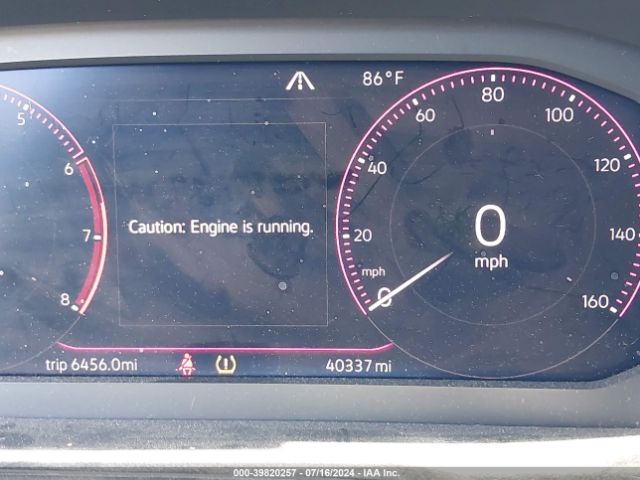 86°F
5
6
7
8
Caution: Engine is running.
0
20
40
60
80
100
120
140
160
mph
0
mph
trip 6456.0mi
40337 mi
000-39820257 - 07/16/2024 - IAA Inc.